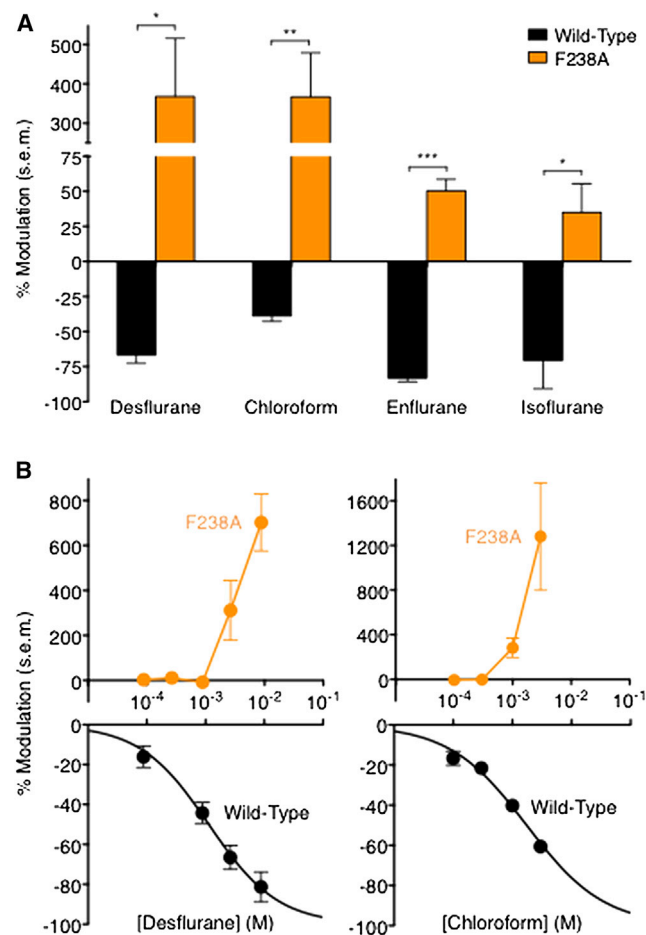 A
Wild-Type
F238A
% Modulation (s.e.m.)
500
400
300
75
50
25
0
-25
-50
-75
-100
* ** *** *
Desflurane Chloroform Enflurane Isoflurane
B
% Modulation (s.e.m.)
800
600
400
200
0
F238A
10-4 10-3 10-2 10-1
0
-20
-40
-60
-80
-100
Wild-Type
[Desflurane] (M)
1600
1200
800
400
0
F238A
10-4 10-3 10-2 10-1
0
-20
-40
-60
-80
-100
Wild-Type
[Chloroform] (M)